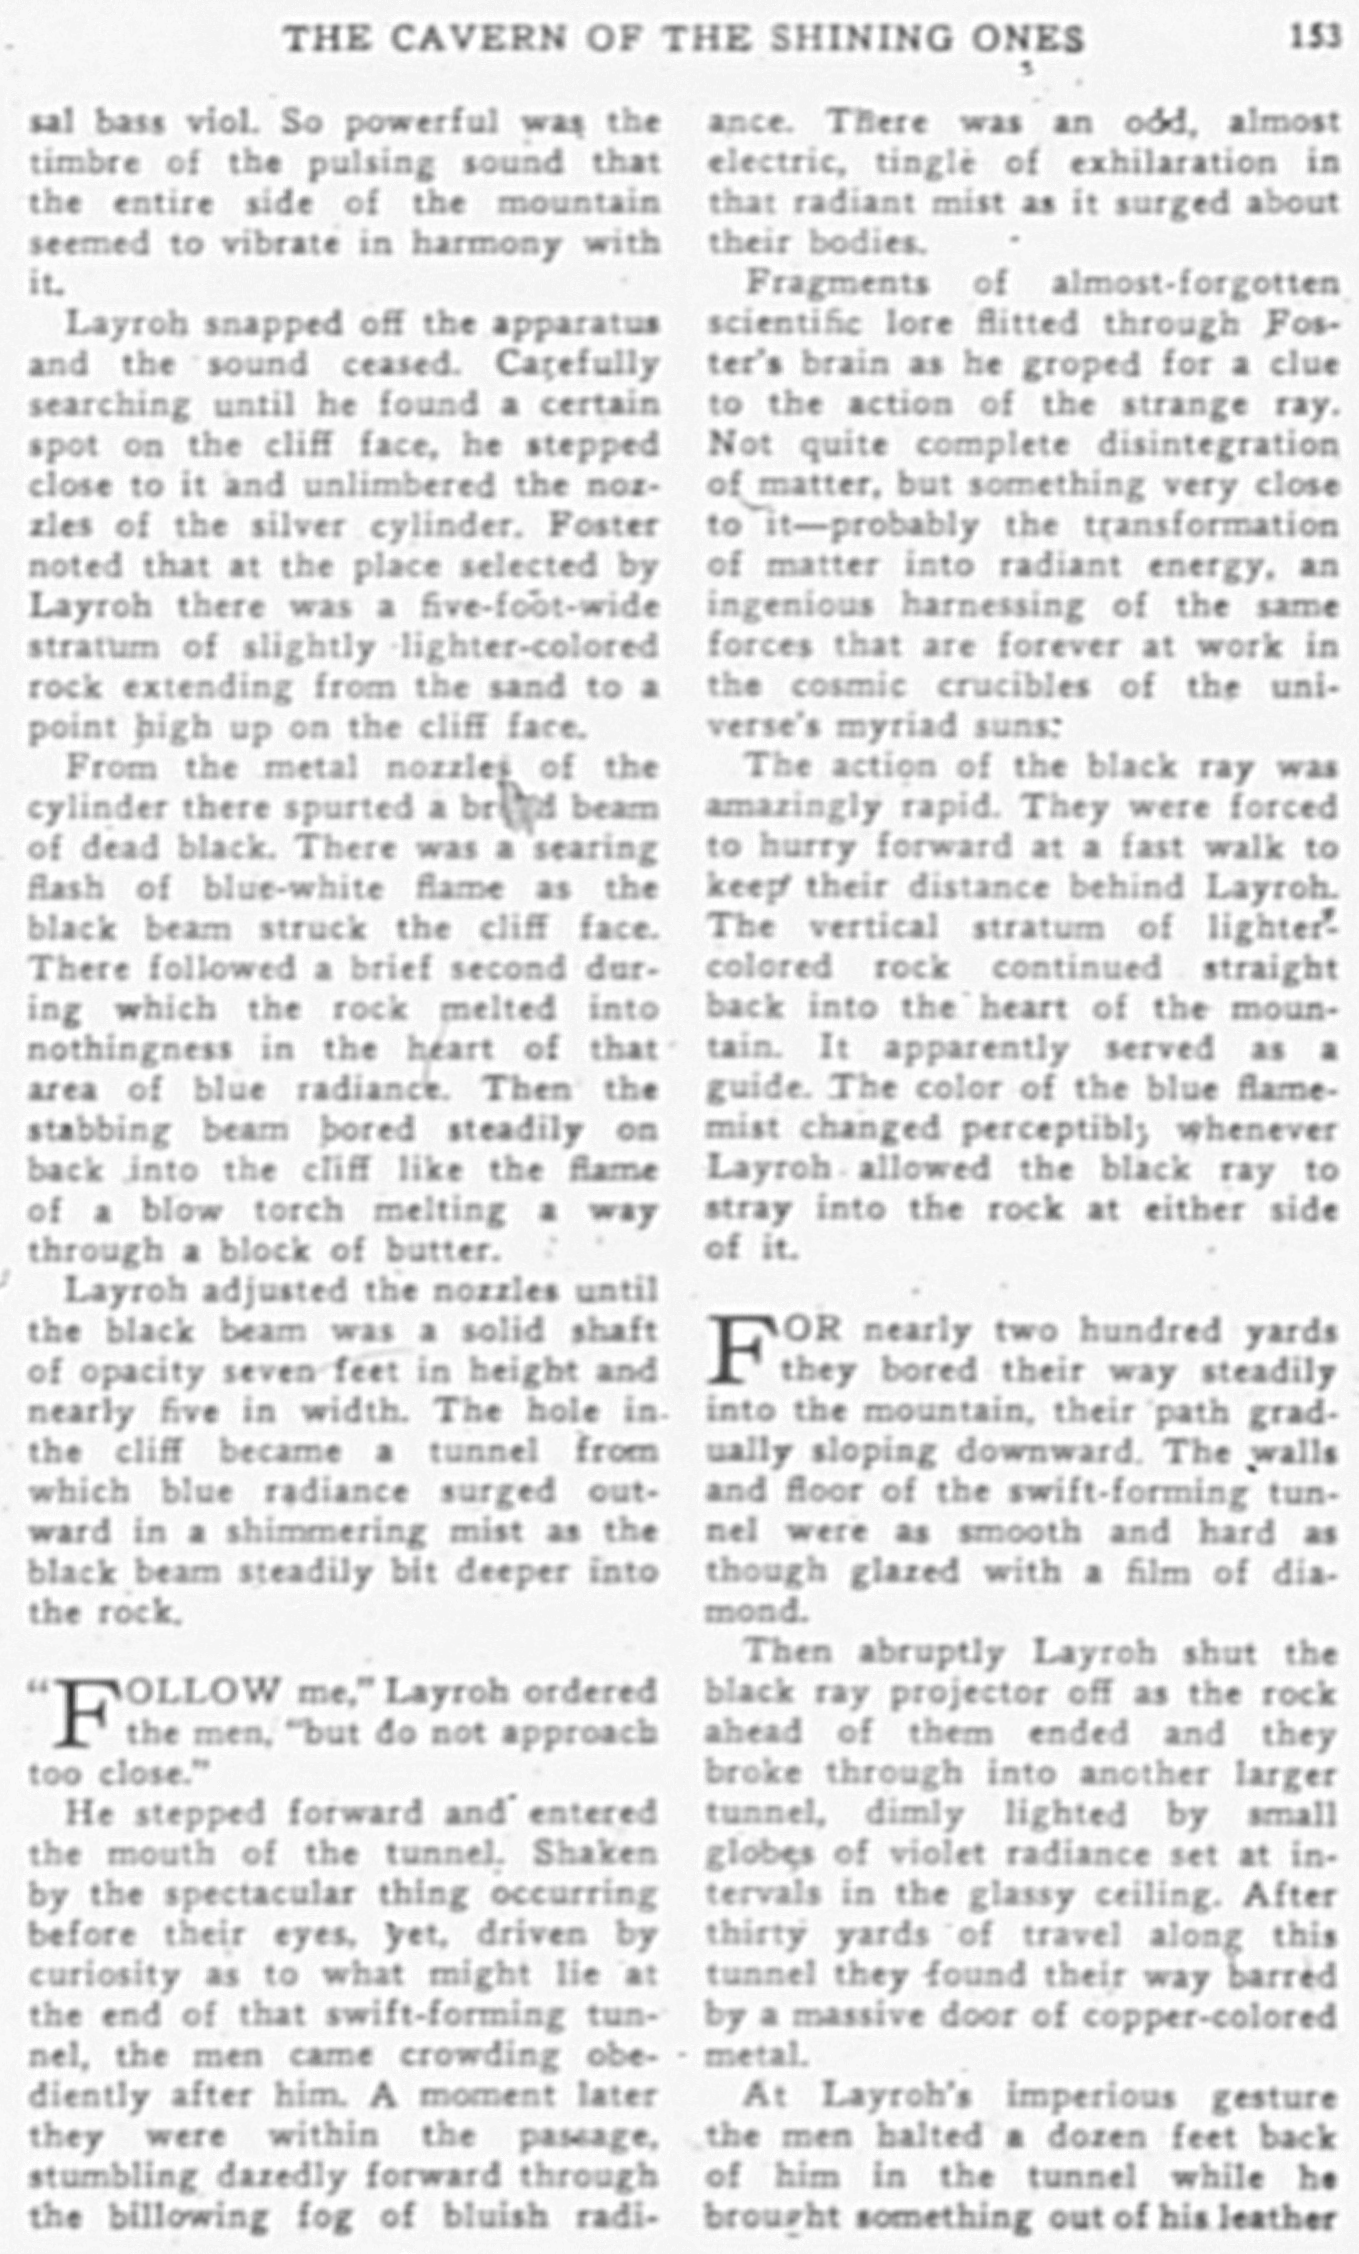 THE CAVERN OF THE SHINING ONES 153
sal bass viol. So powerful was the
timbre of the pulsing sound that
the entire side of the mountain
seemed to vibrate in harmony with
it.
Layroh snapped off the apparatus
and the sound ceased. Carefully
searching until he found a certain
spot on the cliff face, he stepped
close to it and unlimbered the noz-
zles of the silver cylinder. Foster
noted that at the place selected by
Layroh there was a five-foot-wide
stratum of slightly lighter-colored
rock extending from the sand to a
point high up on the cliff face.
From the metal nozzles of the
cylinder there spurted a broad beam
of dead black. There was a searing
flash of blue-white flame as the
black beam struck the cliff face.
There followed a brief second dur-
ing which the rock melted into
nothingness in the heart of that
area of blue radiance. Then the
stabbing beam bored steadily on
back into the cliff like the flame
of a blow torch melting a way
through a block of butter.
Layroh adjusted the nozzles until
the black beam was a solid shaft
of opacity seven feet in height and
nearly five in width. The hole in
the cliff became a tunnel from
which blue radiance surged out-
ward in a shimmering mist as the
black beam steadily bit deeper into
the rock.
"FOLLOW me," Layroh ordered
the men, "but do not approach
too close."
He stepped forward and entered
the mouth of the tunnel. Shaken
by the spectacular thing occurring
before their eyes, yet, driven by
curiosity as to what might lie at
the end of that swift-forming tun-
nel, the men came crowding obe-
diently after him. A moment later
they were within the passage,
stumbling dazedly forward through
the billowing fog of bluish radi-
ance. There was an odd, almost
electric, tingle of exhilaration in
that radiant mist as it surged about
their bodies.
Fragments of almost-forgotten
scientific lore flitted through Fos-
ter's brain as he groped for a clue
to the action of the strange ray.
Not quite complete disintegration
of matter, but something very close
to it—probably the transformation
of matter into radiant energy, an
ingenious harnessing of the same
forces that are forever at work in
the cosmic crucibles of the uni-
verse's myriad suns.
The action of the black ray was
amazingly rapid. They were forced
to hurry forward at a fast walk to
keep their distance behind Layroh.
The vertical stratum of lighter-
colored rock continued straight
back into the heart of the moun-
tain. It apparently served as a
guide. The color of the blue flame-
mist changed perceptibly whenever
Layroh allowed the black ray to
stray into the rock at either side
of it.
FOR nearly two hundred yards
they bored their way steadily
into the mountain, their path grad-
ually sloping downward. The walls
and floor of the swift-forming tun-
nel were as smooth and hard as
though glazed with a film of dia-
mond.
Then abruptly Layroh shut the
black ray projector off as the rock
ahead of them ended and they
broke through into another larger
tunnel, dimly lighted by small
globes of violet radiance set at in-
tervals in the glassy ceiling. After
thirty yards of travel along this
tunnel they found their way barred
by a massive door of copper-colored
metal.
At Layroh's imperious gesture
the men halted a dozen feet back
of him in the tunnel while he
brought something out of his leather